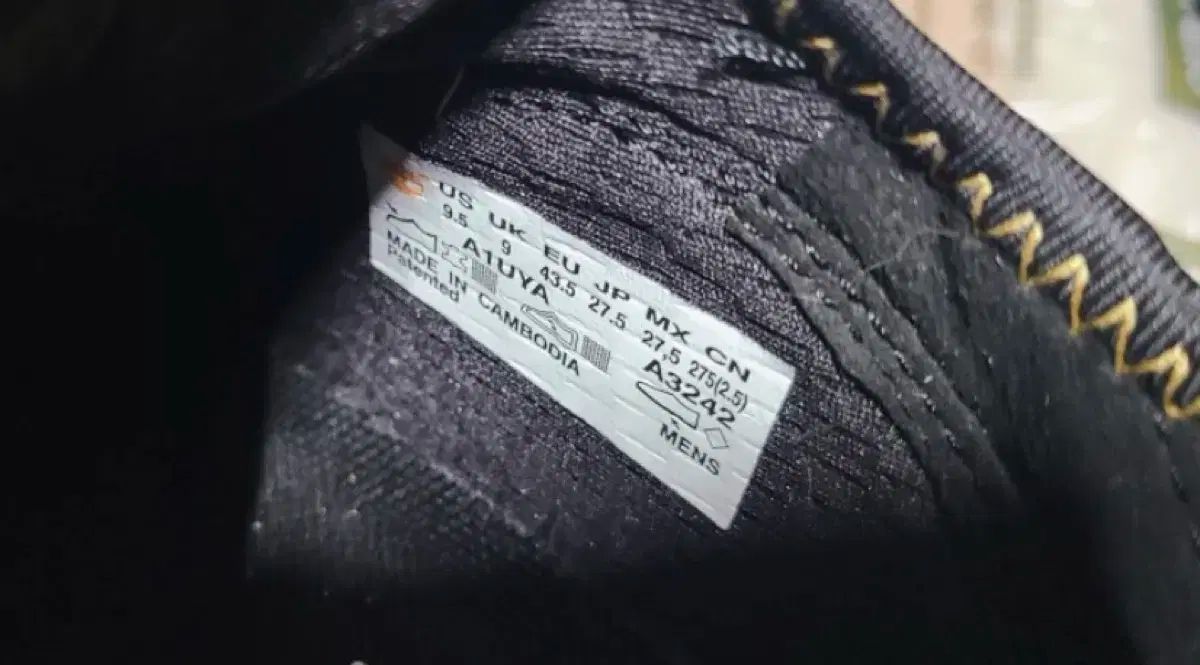 US UK EU JP MX CN
9.5 9 43.5 27.5 27,5 275(2.5)
A1UYA A3242
MADE IN CAMBODIA MENS
Patented